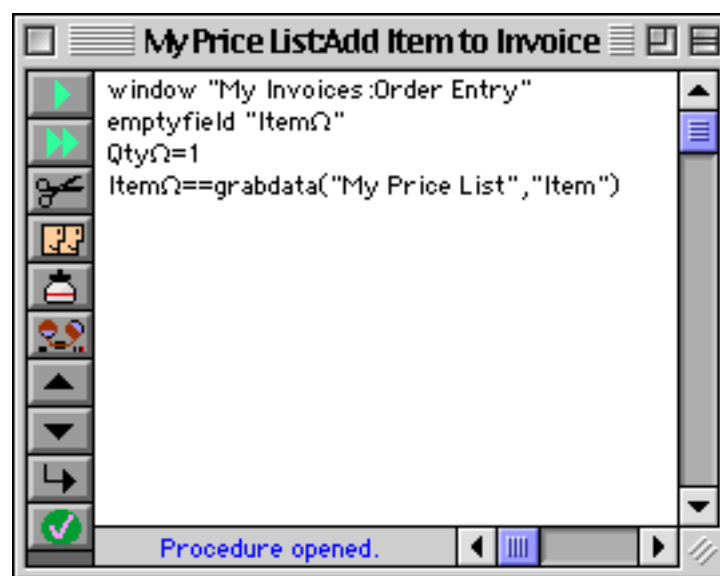 My Price List:Add Item to Invoice
window "My Invoices:Order Entry"
emptyfield "ItemΩ"
QtyΩ=1
ItemΩ==grabdata("My Price List","Item")
Procedure opened.